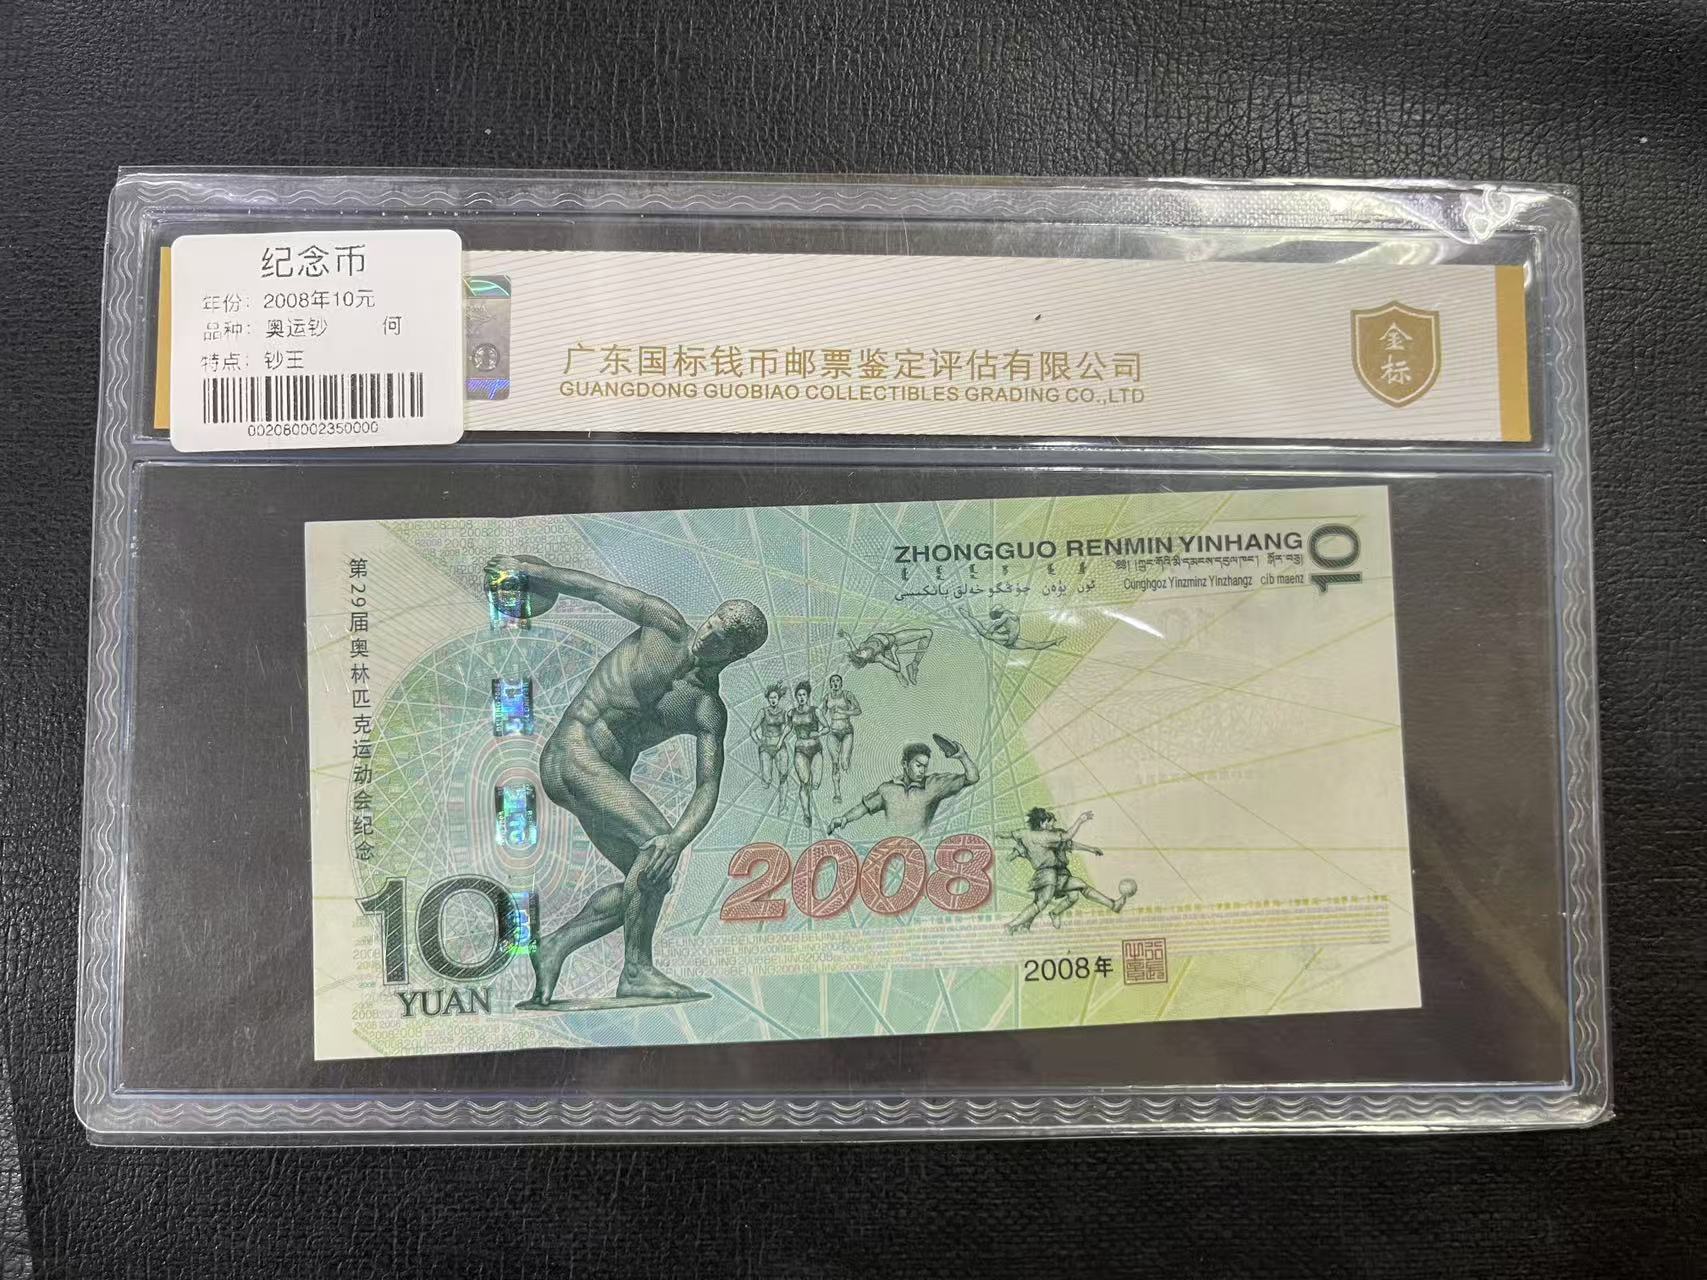 纪念币
年份：2008年10元
品种：奥运钞 何
特点：钞王
002080002350000
广东国标钱币邮票鉴定评估有限公司
GUANGDONG GUOBIAO COLLECTIBLES GRADING CO.,LTD
金标
ZHONGGUO RENMIN YINHANG
10
Cunghgoz Yinzminz Yinzhangz cib maenz
第29届奥林匹克运动会纪念
2008
10
YUAN
BEIJING2008BEIJING2008BEIJING
2008年